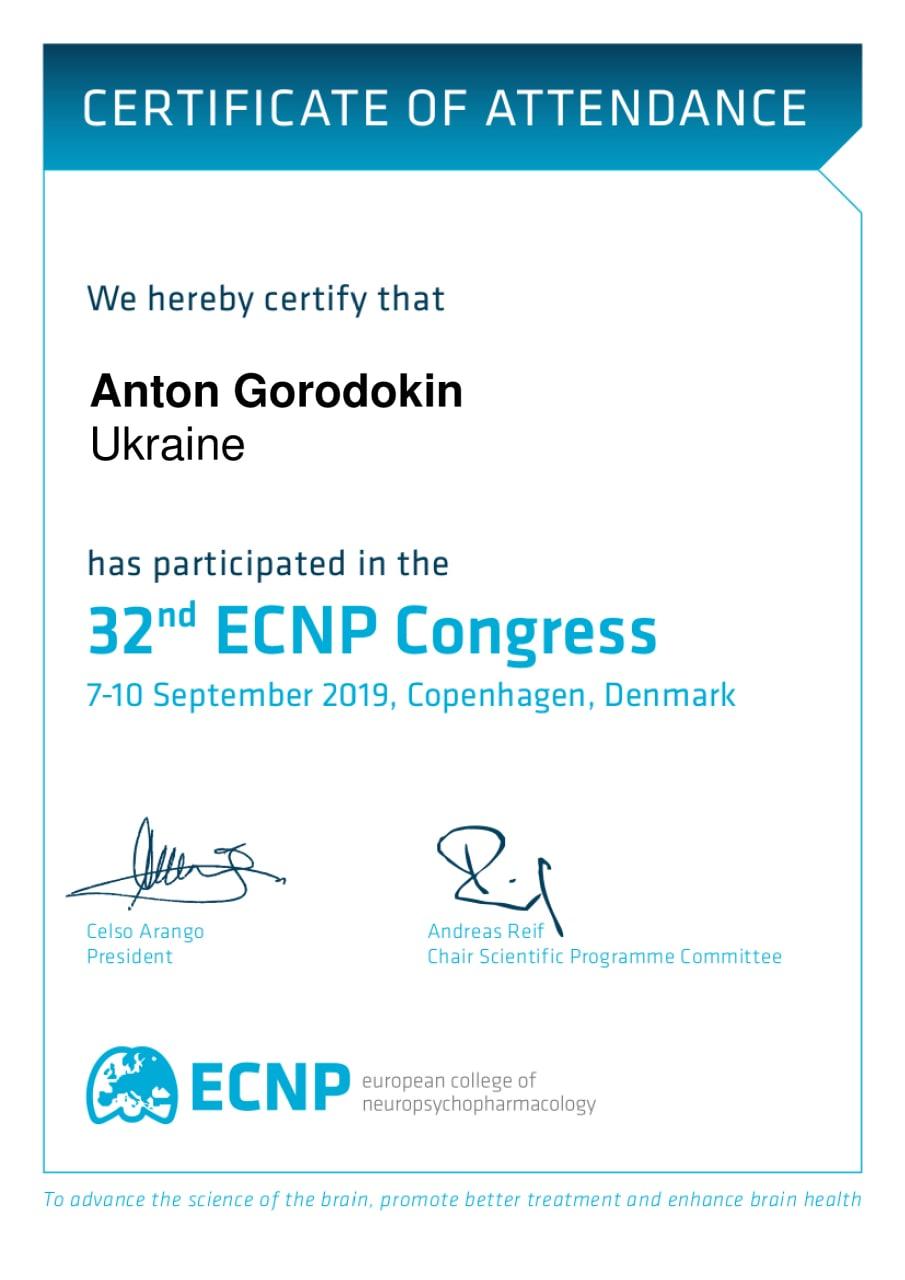 CERTIFICATE OF ATTENDANCE
We hereby certify that
Anton Gorodokin
Ukraine
has participated in the
32nd ECNP Congress
7-10 September 2019, Copenhagen, Denmark
Celso Arango
President
Andreas Reif
Chair Scientific Programme Committee
ECNP
european college of
neuropsychopharmacology
To advance the science of the brain, promote better treatment and enhance brain health